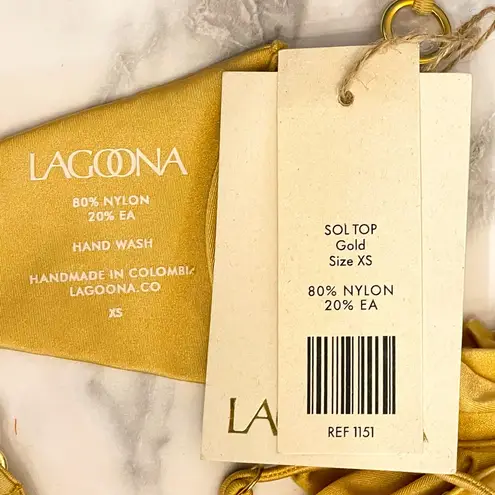 LAGOONA
80% NYLON
20% EA
HAND WASH
HANDMADE IN COLOMBIA
LAGOONA.CO
XS
SOL TOP
Gold
Size XS
80% NYLON
20% EA
REF 1151
LA